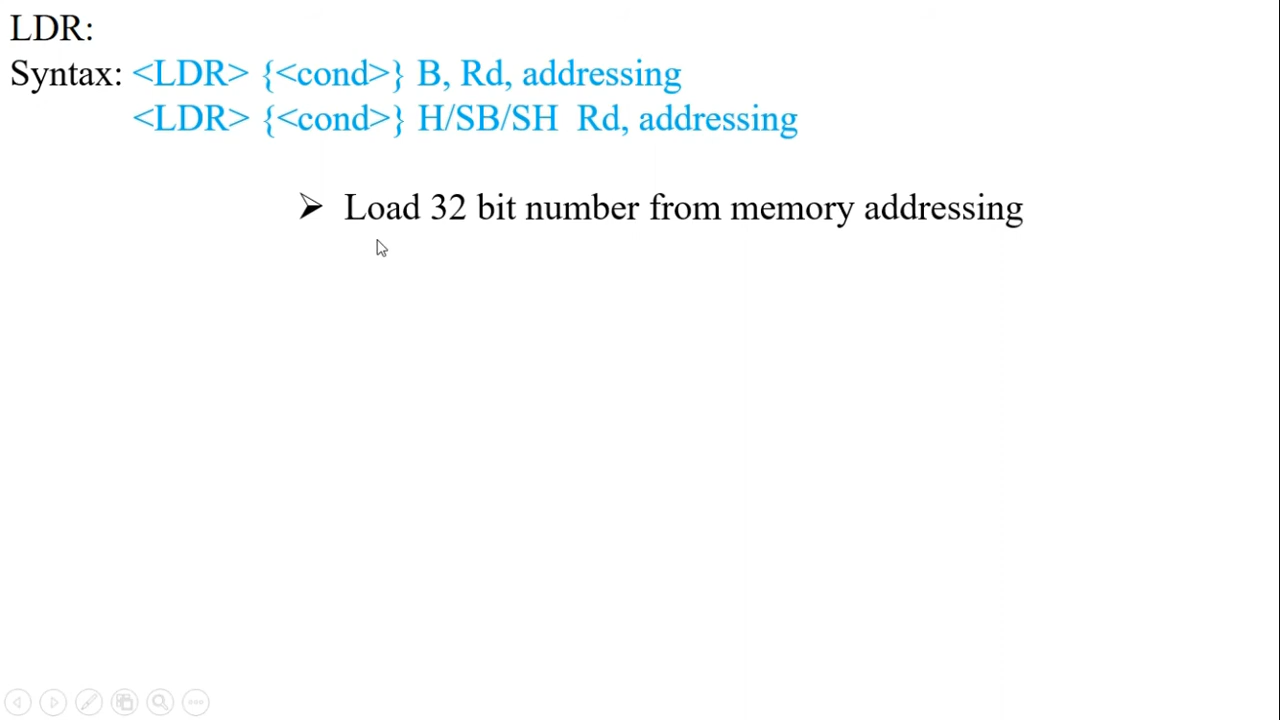 LDR:
Syntax: <LDR> {<cond>} B, Rd, addressing
<LDR> {<cond>} H/SB/SH Rd, addressing
➢ Load 32 bit number from memory addressing